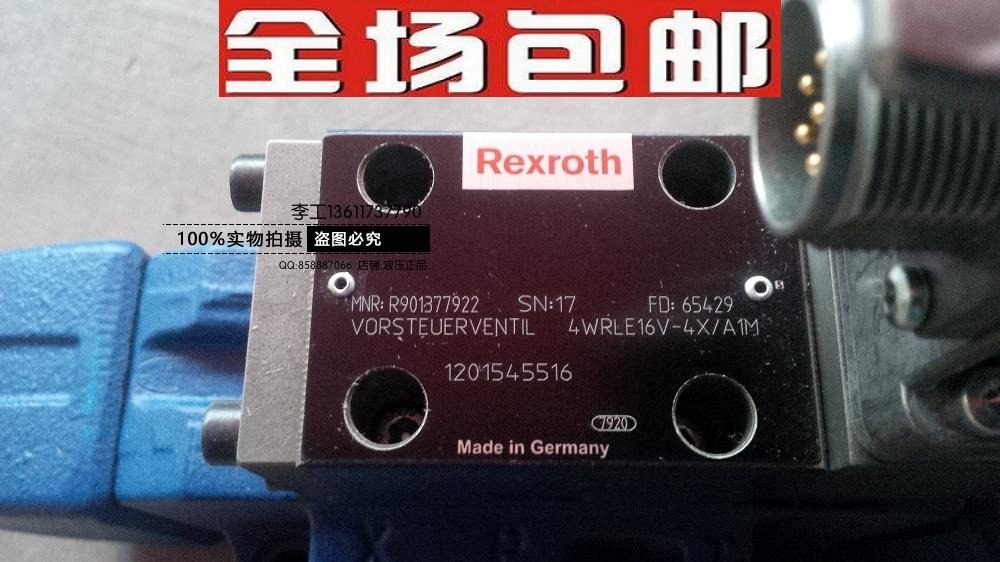 全场包邮
Rexroth
李工13611737790
100%实物拍摄 盗图必究
QQ:858887066 店铺:液压正品
MNR: R901377922 SN:17 FD: 65429
VORSTEUERVENTIL 4WRLE16V-4X/A1M
1201545516
7920
Made in Germany